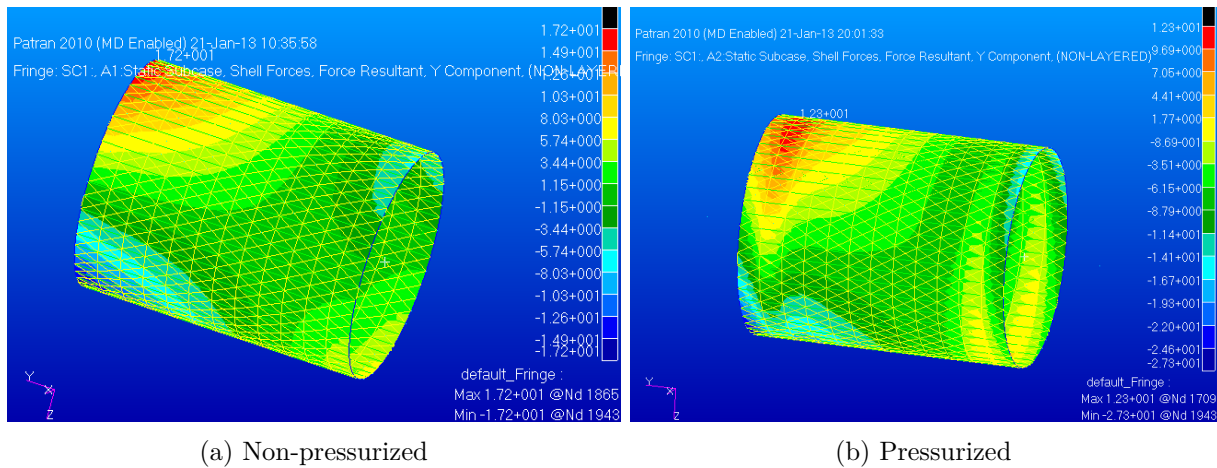 Patran 2010 (MD Enabled) 21-Jan-13 10:35:58
Fringe: SC1:, A1:Static Subcase, Shell Forces, Force Resultant, Y Component, (NON-LAYERED)
1.72+001
1.72+001
1.49+001
1.03+001
8.03+000
5.74+000
3.44+000
1.15+000
-1.15+000
-3.44+000
-5.74+000
-8.03+000
-1.03+001
-1.26+001
-1.49+001
-1.72+001
Y
X
Z
default_Fringe :
Max 1.72+001 @Nd 1865
Min -1.72+001 @Nd 1943
(a) Non-pressurized
Patran 2010 (MD Enabled) 21-Jan-13 20:01:33
Fringe: SC1:, A2:Static Subcase, Shell Forces, Force Resultant, Y Component, (NON-LAYERED)
1.23+001
1.23+001
9.69+000
7.05+000
4.41+000
1.77+000
-8.69-001
-3.51+000
-6.15+000
-8.79+000
-1.14+001
-1.41+001
-1.67+001
-1.93+001
-2.20+001
-2.46+001
-2.73+001
Y
X
Z
default_Fringe :
Max 1.23+001 @Nd 1709
Min -2.73+001 @Nd 1943
(b) Pressurized